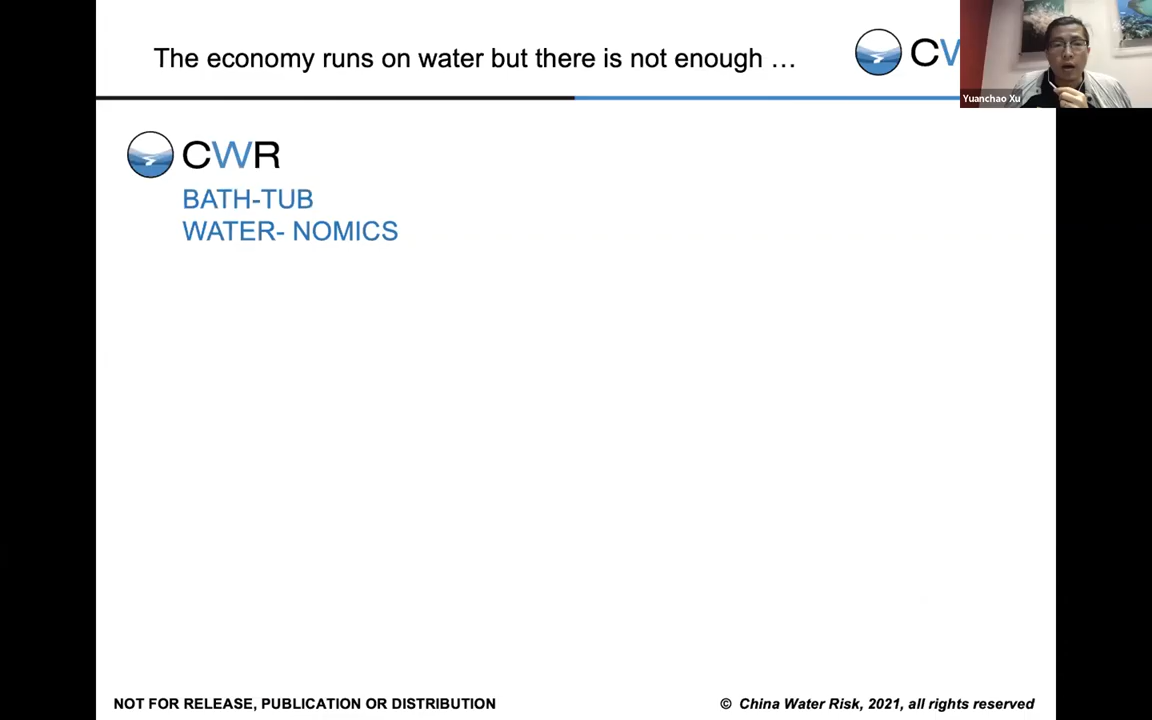 The economy runs on water but there is not enough …
CW
Yuanchao Xu
CWR
BATH-TUB
WATER- NOMICS
NOT FOR RELEASE, PUBLICATION OR DISTRIBUTION
© China Water Risk, 2021, all rights reserved